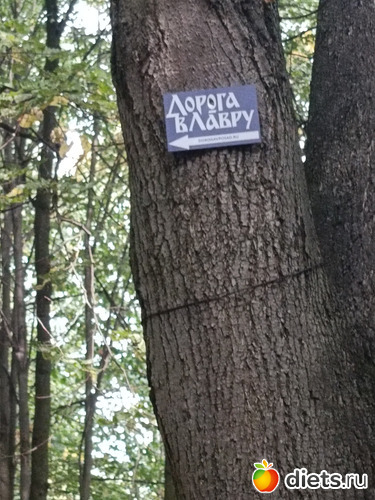 Дорога
в Лавру
diets.ru